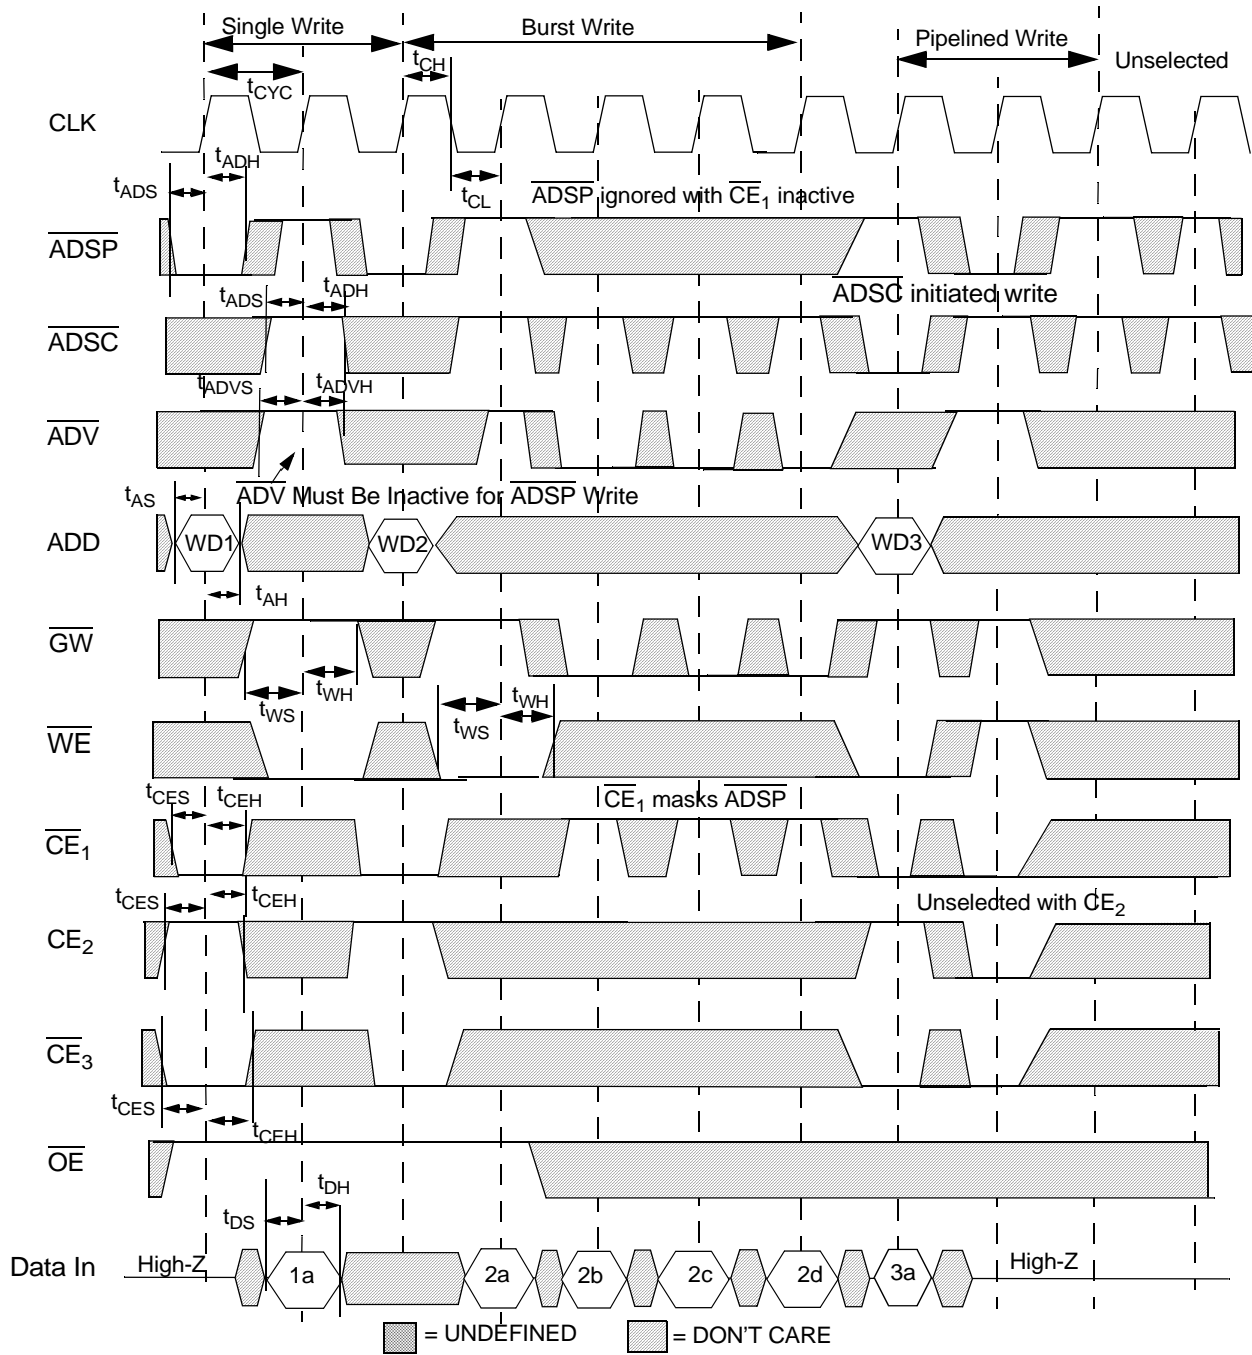 Single Write
Burst Write
Pipelined Write
Unselected
tCH
tCYC
CLK
tADH
tADS
tCL
ADSP ignored with CE1 inactive
ADSP
tADS
tADH
ADSC initiated write
ADSC
tADVS
tADVH
ADV
tAS
ADV Must Be Inactive for ADSP Write
ADD
WD1
WD2
WD3
tAH
GW
tWS
tWH
tWS
tWH
WE
tCES
tCEH
CE1 masks ADSP
CE1
tCES
tCEH
Unselected with CE2
CE2
CE3
tCES
tCEH
OE
tDH
tDS
Data In
High-Z
1a
2a
2b
2c
2d
3a
High-Z
= UNDEFINED
= DON'T CARE